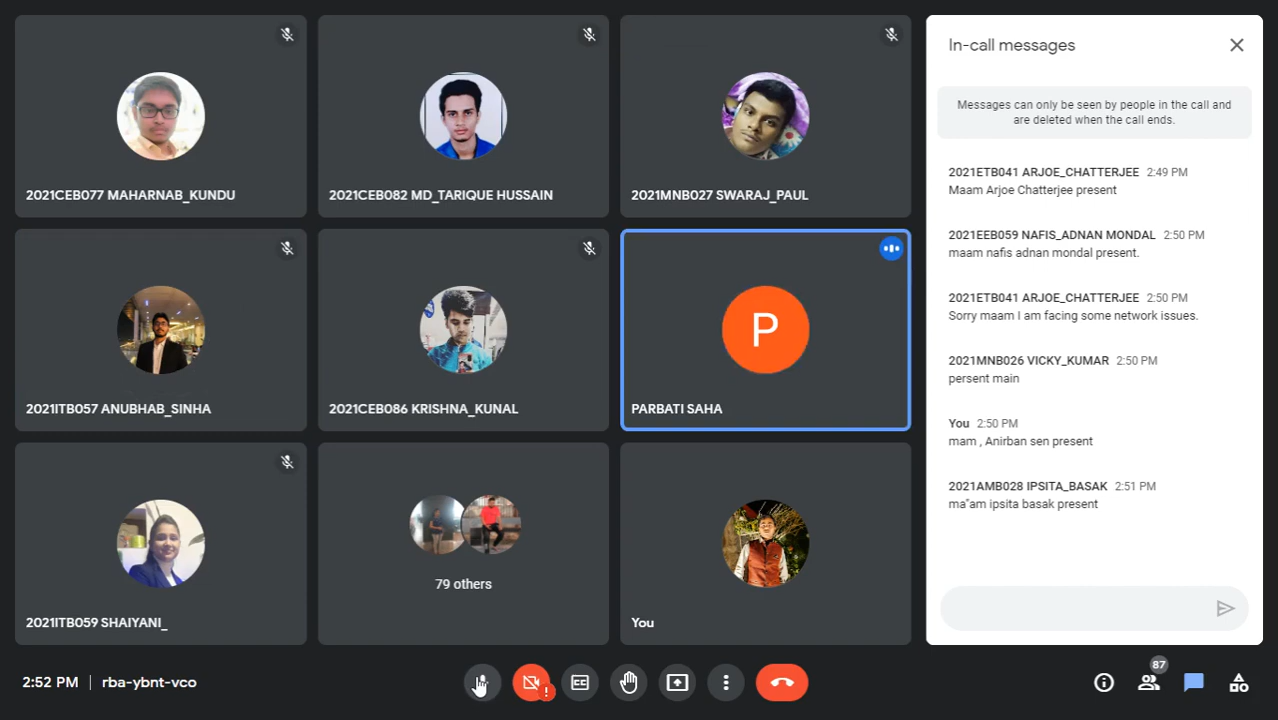 2021CEB077 MAHARNAB_KUNDU
2021CEB082 MD_TARIQUE HUSSAIN
2021MNB027 SWARAJ_PAUL
2021ITB057 ANUBHAB_SINHA
2021CEB086 KRISHNA_KUNAL
P
PARBATI SAHA
2021ITB059 SHAIYANI_
79 others
You
In-call messages
Messages can only be seen by people in the call and
are deleted when the call ends.
2021ETB041 ARJOE_CHATTERJEE 2:49 PM
Maam Arjoe Chatterjee present
2021EEB059 NAFIS_ADNAN MONDAL 2:50 PM
maam nafis adnan mondal present.
2021ETB041 ARJOE_CHATTERJEE 2:50 PM
Sorry maam I am facing some network issues.
2021MNB026 VICKY_KUMAR 2:50 PM
persent main
You 2:50 PM
mam , Anirban sen present
2021AMB028 IPSITA_BASAK 2:51 PM
ma"am ipsita basak present
2:52 PM | rba-ybnt-vco
!
CC
87